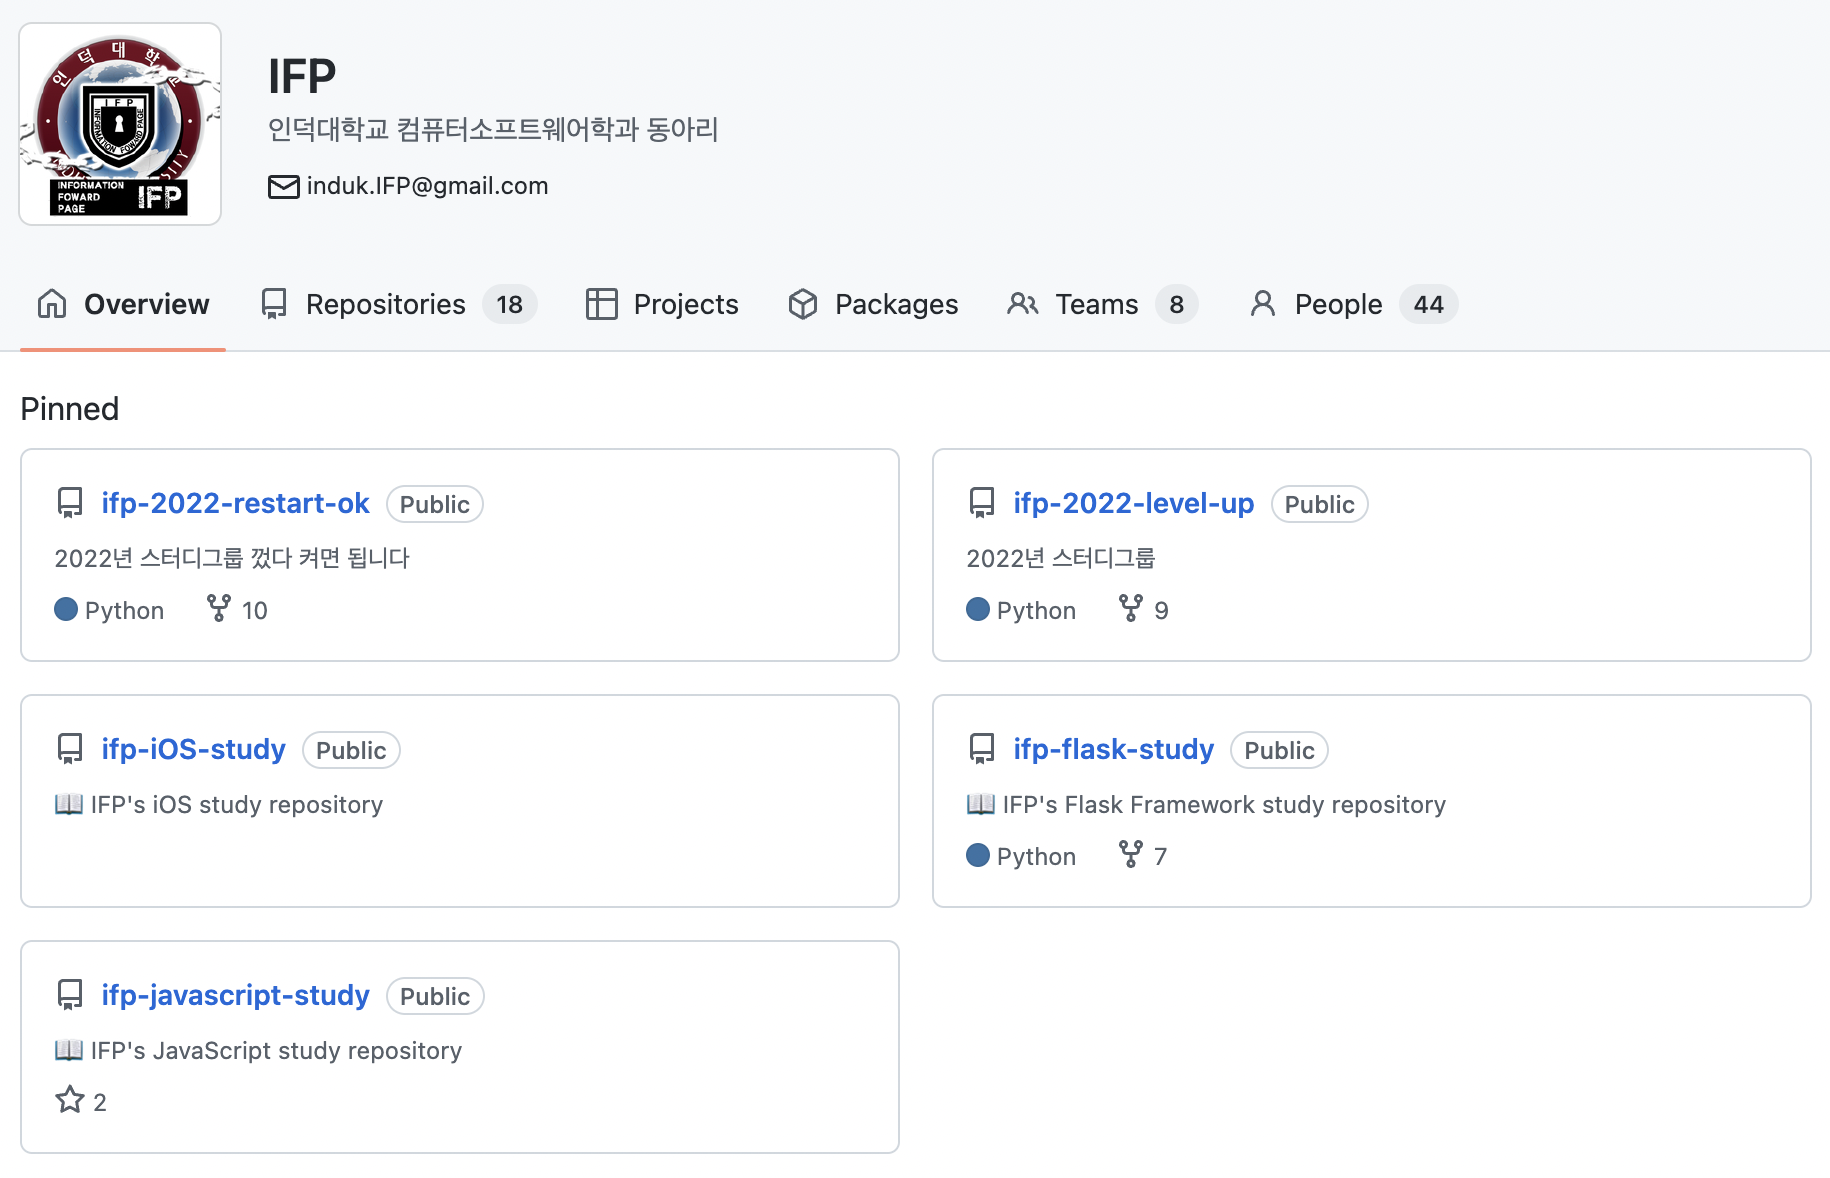 인덕대학
IFP
INFORMATION FOWARD PAGE
INFORMATION
FOWARD
PAGE
IFP
IFP
인덕대학교 컴퓨터소프트웨어학과 동아리
induk.IFP@gmail.com
Overview
Repositories 18
Projects
Packages
Teams 8
People 44
Pinned
ifp-2022-restart-ok Public
2022년 스터디그룹 껐다 켜면 됩니다
Python 10
ifp-2022-level-up Public
2022년 스터디그룹
Python 9
ifp-iOS-study Public
📖 IFP's iOS study repository
ifp-flask-study Public
📖 IFP's Flask Framework study repository
Python 7
ifp-javascript-study Public
📖 IFP's JavaScript study repository
2